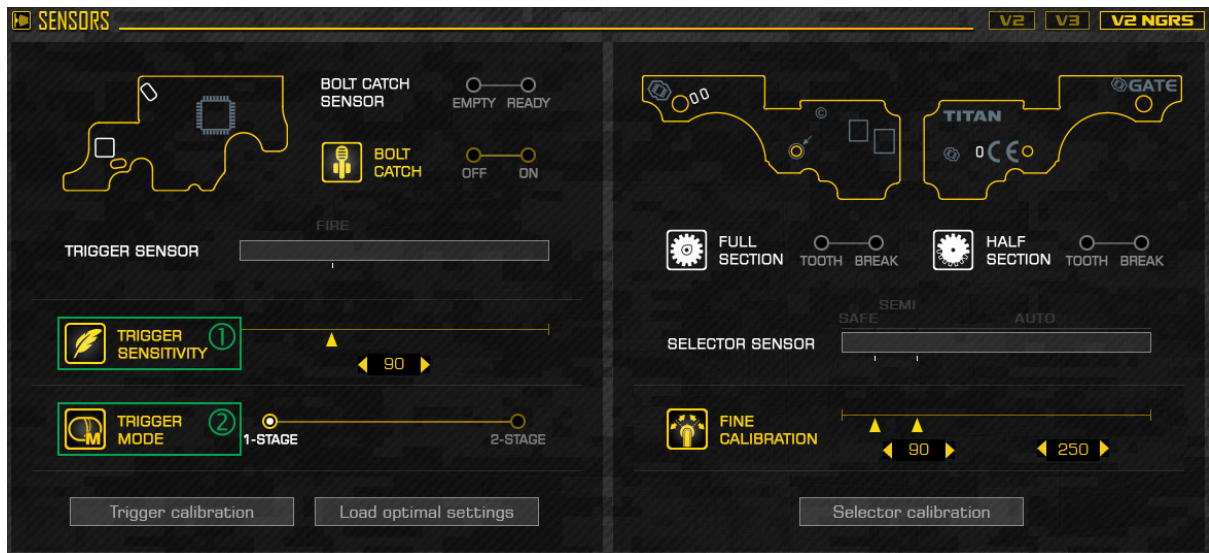 SENSORS
V2 V3 V2 NGRS
BOLT CATCH
SENSOR
EMPTY READY
BOLT
CATCH
OFF ON
FIRE
TRIGGER SENSOR
TRIGGER
SENSITIVITY
①
90
TRIGGER
MODE
②
1-STAGE
2-STAGE
Trigger calibration
Load optimal settings
GATE
TITAN
©
0 CE
FULL
SECTION
TOOTH BREAK
HALF
SECTION
TOOTH BREAK
SEMI
SAFE
AUTO
SELECTOR SENSOR
FINE
CALIBRATION
90
250
Selector calibration